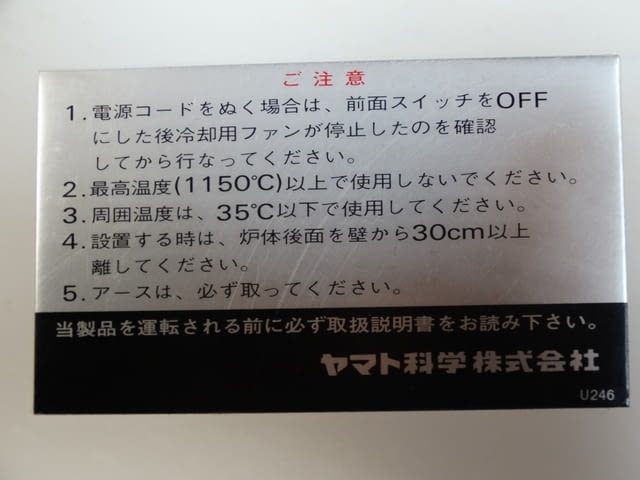 ご注意
1. 電源コードをぬく場合は、前面スイッチをOFF
にした後冷却用ファンが停止したのを確認
してから行なってください。
2. 最高温度(1150℃)以上で使用しないでください。
3. 周囲温度は、35℃以下で使用してください。
4. 設置する時は、炉体後面を壁から30cm以上
離してください。
5. アースは、必ず取ってください。
当製品を運転される前に必ず取扱説明書をお読み下さい。
ヤマト科学株式会社
U246